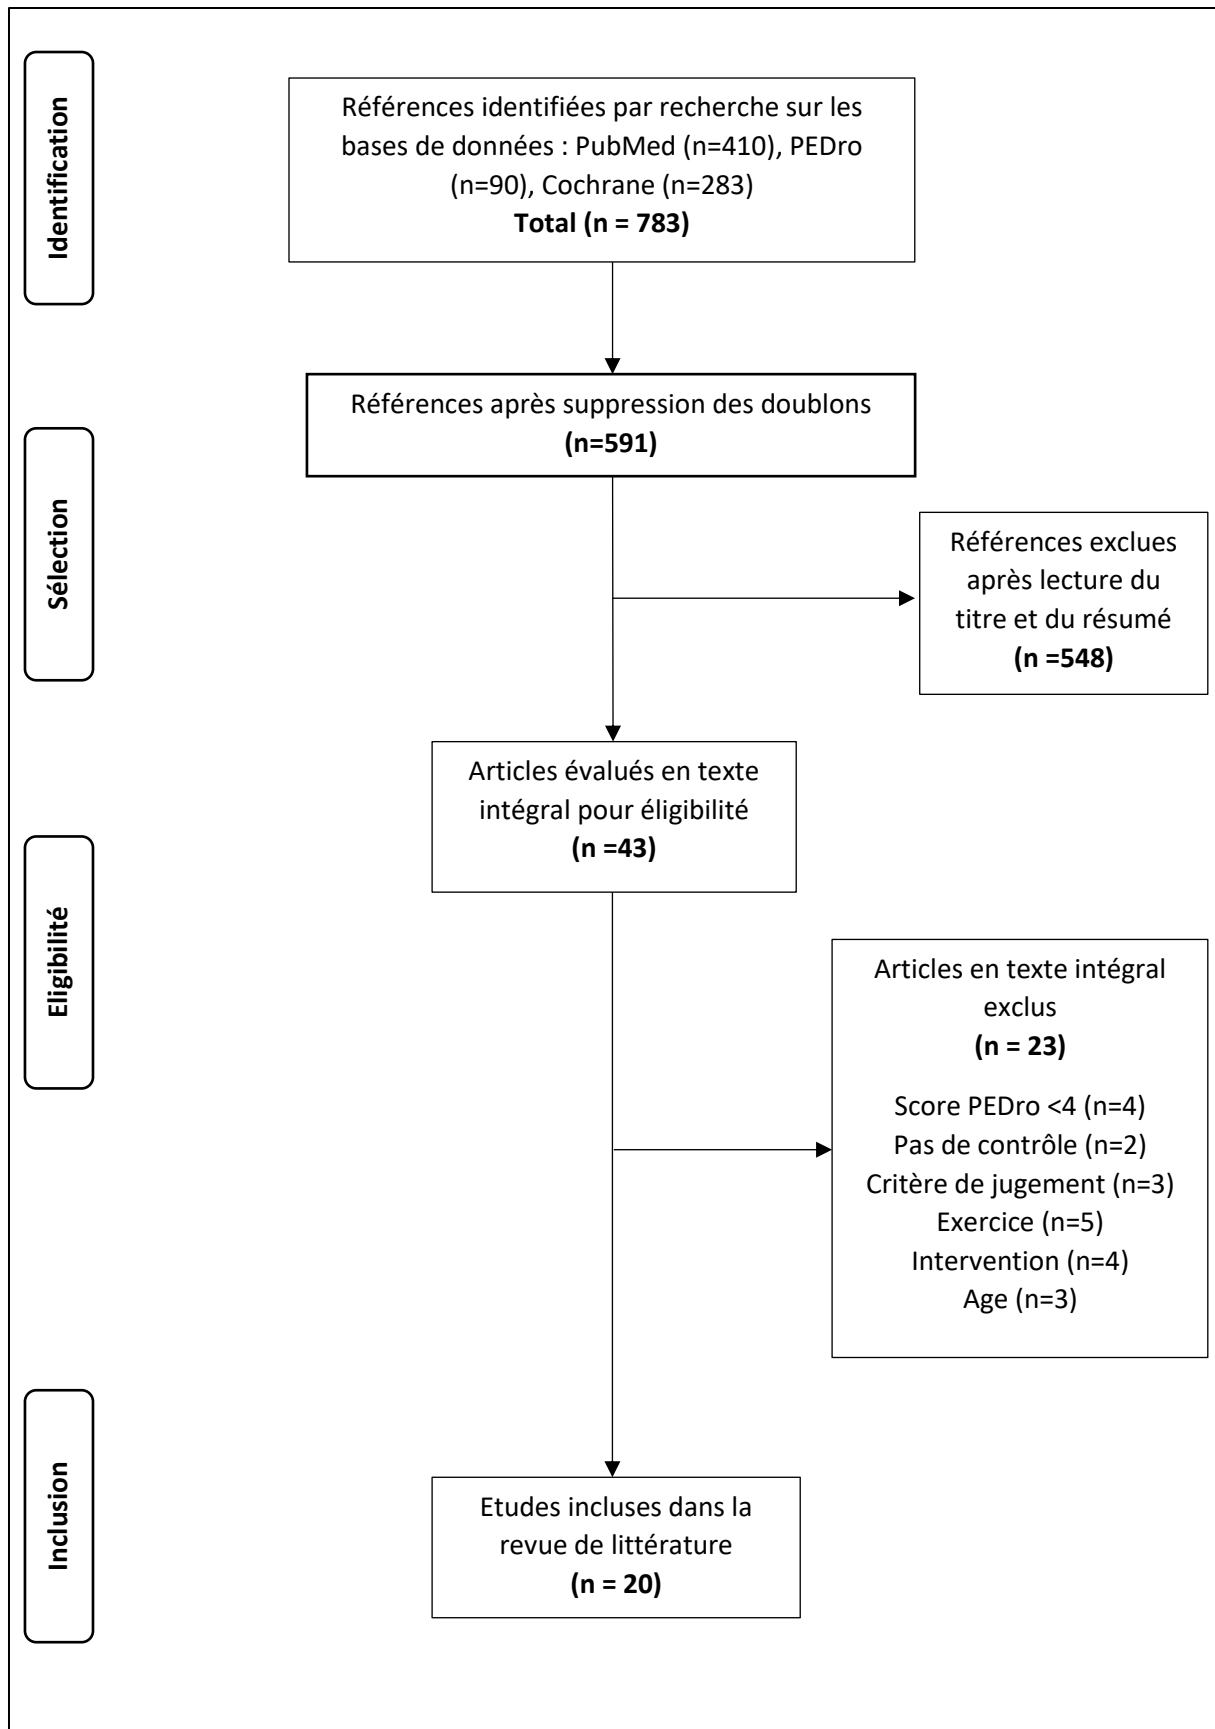 Identification
Références identifiées par recherche sur les
bases de données : PubMed (n=410), PEDro
(n=90), Cochrane (n=283)
Total (n = 783)
Références après suppression des doublons
(n=591)
Sélection
Références exclues
après lecture du
titre et du résumé
(n =548)
Articles évalués en texte
intégral pour éligibilité
(n =43)
Eligibilité
Articles en texte intégral
exclus
(n = 23)
Score PEDro <4 (n=4)
Pas de contrôle (n=2)
Critère de jugement (n=3)
Exercice (n=5)
Intervention (n=4)
Age (n=3)
Inclusion
Etudes incluses dans la
revue de littérature
(n = 20)